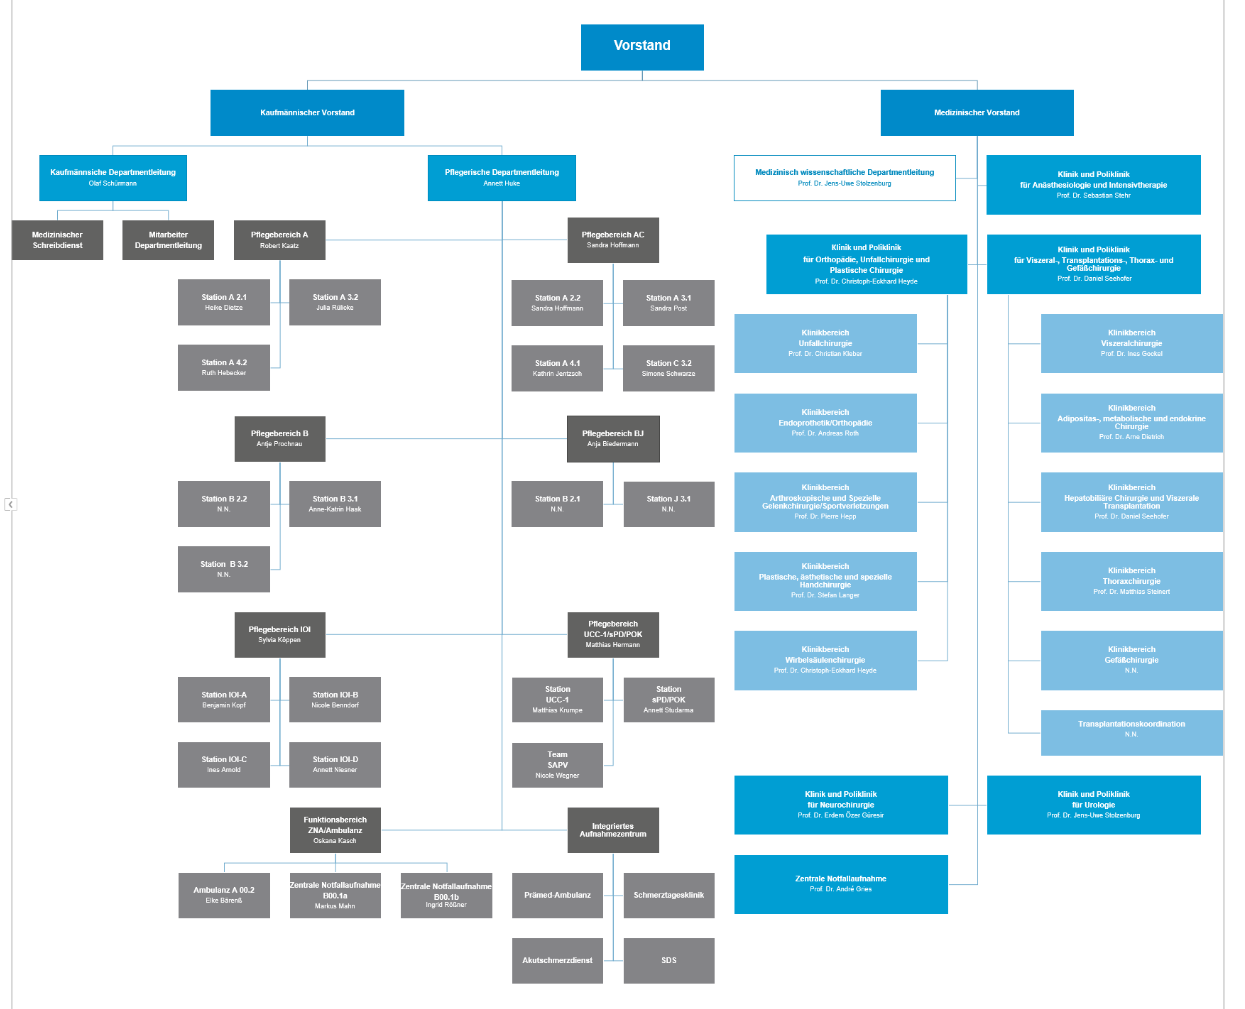 Vorstand
Kaufmännischer Vorstand
Medizinischer Vorstand
Kaufmännsiche Departmentleitung
Olaf Schürmann
Pflegerische Departmentleitung
Annett Huke
Medizinisch wissenschaftliche Departmentleitung
Prof. Dr. Jens-Uwe Stolzenburg
Klinik und Poliklinik
für Anästhesiologie und Intensivtherapie
Prof. Dr. Sebastian Stehr
Medizinischer
Schreibdienst
Mitarbeiter
Departmentleitung
Pflegebereich A
Robert Kaatz
Pflegebereich AC
Sandra Hoffmann
Station A 2.1
Heike Dietze
Station A 3.2
Julia Rülicke
Station A 4.2
Ruth Hebecker
Station A 2.2
Sandra Hoffmann
Station A 3.1
Sandra Post
Station A 4.1
Kathrin Jentzsch
Station C 3.2
Simone Schwarze
Pflegebereich B
Antje Prochnau
Pflegebereich BJ
Anja Biedermann
Station B 2.2
N.N.
Station B 3.1
Anne-Katrin Haak
Station B 3.2
N.N.
Station B 2.1
N.N.
Station J 3.1
N.N.
Pflegebereich IOI
Sylvia Köppen
Pflegebereich
UCC-1/sPD/POK
Matthias Hermann
Station IOI-A
Benjamin Kopf
Station IOI-B
Nicole Benndorf
Station IOI-C
Ines Arnold
Station IOI-D
Annett Niesner
Station
UCC-1
Matthias Krumpe
Station
sPD/POK
Annett Studarma
Team
SAPV
Nicole Wegner
Funktionsbereich
ZNA/Ambulanz
Oskana Kasch
Integriertes
Aufnahmezentrum
Ambulanz A 00.2
Elke Bärenß
Zentrale Notfallaufnahme
B00.1a
Markus Mahn
Zentrale Notfallaufnahme
B00.1b
Ingrid Rößner
Prämed-Ambulanz
Schmerztagesklinik
Akutschmerzdienst
SDS
Klinik und Poliklinik
für Orthopädie, Unfallchirurgie und
Plastische Chirurgie
Prof. Dr. Christoph-Eckhard Heyde
Klinik und Poliklinik
für Viszeral-, Transplantations-, Thorax- und
Gefäßchirurgie
Prof. Dr. Daniel Seehofer
Klinikbereich
Unfallchirurgie
Prof. Dr. Christian Kleber
Klinikbereich
Endoprothetik/Orthopädie
Prof. Dr. Andreas Roth
Klinikbereich
Arthroskopische und Spezielle
Gelenkchirurgie/Sportverletzungen
Prof. Dr. Pierre Hepp
Klinikbereich
Plastische, ästhetische und spezielle
Handchirurgie
Prof. Dr. Stefan Langer
Klinikbereich
Wirbelsäulenchirurgie
Prof. Dr. Christoph-Eckhard Heyde
Klinikbereich
Viszeralchirurgie
Prof. Dr. Ines Gockel
Klinikbereich
Adipositas-, metabolische und endokrine
Chirurgie
Prof. Dr. Arne Dietrich
Klinikbereich
Hepatobiliäre Chirurgie und Viszerale
Transplantation
Prof. Dr. Daniel Seehofer
Klinikbereich
Thoraxchirurgie
Prof. Dr. Matthias Steinert
Klinikbereich
Gefäßchirurgie
N.N.
Transplantationskoordination
N.N.
Klinik und Poliklinik
für Neurochirurgie
Prof. Dr. Erdem Özer Güresir
Klinik und Poliklinik
für Urologie
Prof. Dr. Jens-Uwe Stolzenburg
Zentrale Notfallaufnahme
Prof. Dr. André Gries